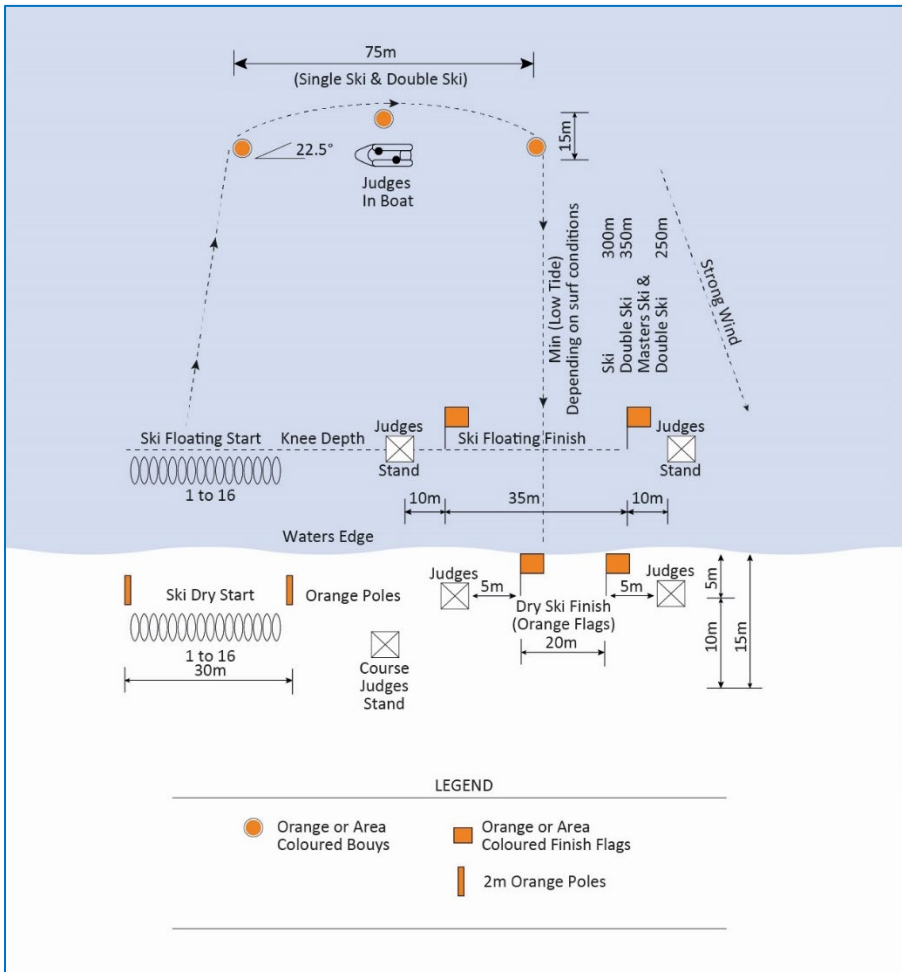 75m
(Single Ski & Double Ski)
22.5°
15m
Judges
In Boat
Min (Low Tide)
Depending on surf conditions
Ski 300m
Double Ski 350m
Masters Ski &
Double Ski 250m
Strong Wind
Ski Floating Start
Knee Depth
Judges
Stand
Ski Floating Finish
Judges
Stand
1 to 16
10m
35m
10m
Waters Edge
Ski Dry Start
Orange Poles
Judges
5m
Dry Ski Finish
(Orange Flags)
5m
Judges
20m
5m
10m
15m
1 to 16
30m
Course
Judges
Stand
LEGEND
Orange or Area
Coloured Bouys
Orange or Area
Coloured Finish Flags
2m Orange Poles